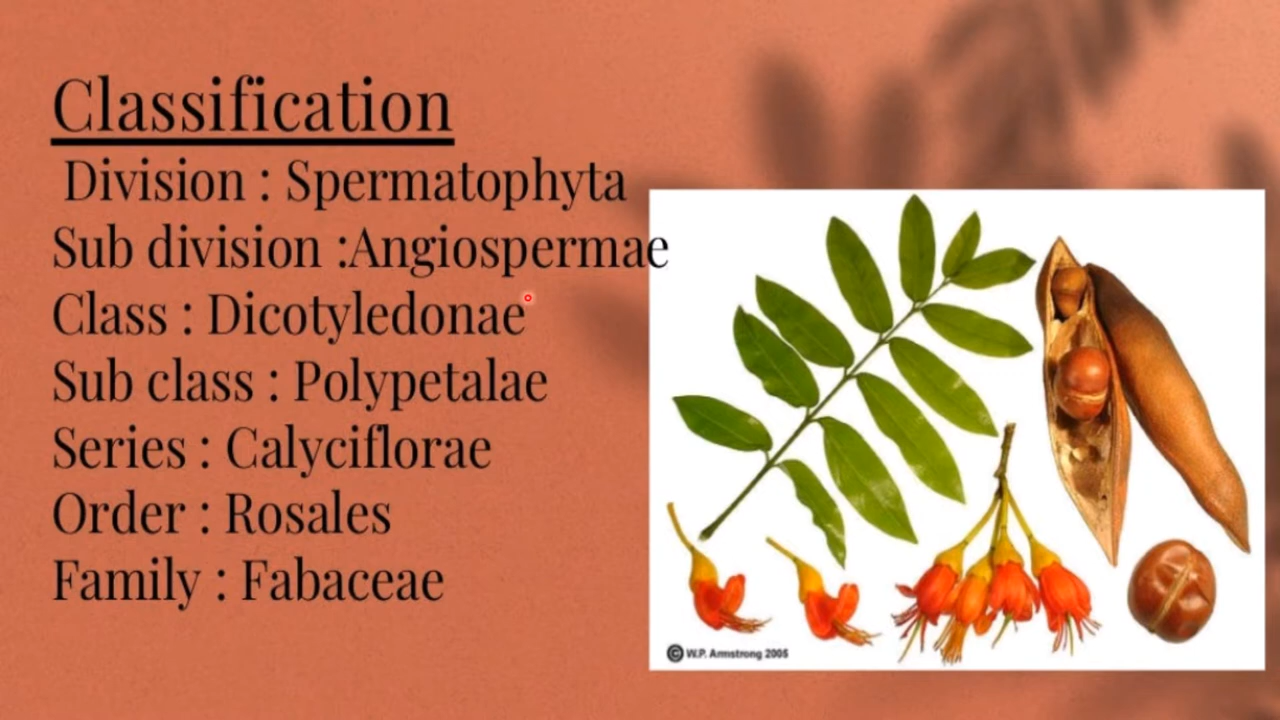 Classification
Division : Spermatophyta
Sub division :Angiospermae
Class : Dicotyledonae
Sub class : Polypetalae
Series : Calyciflorae
Order : Rosales
Family : Fabaceae
© W.P. Armstrong 2005